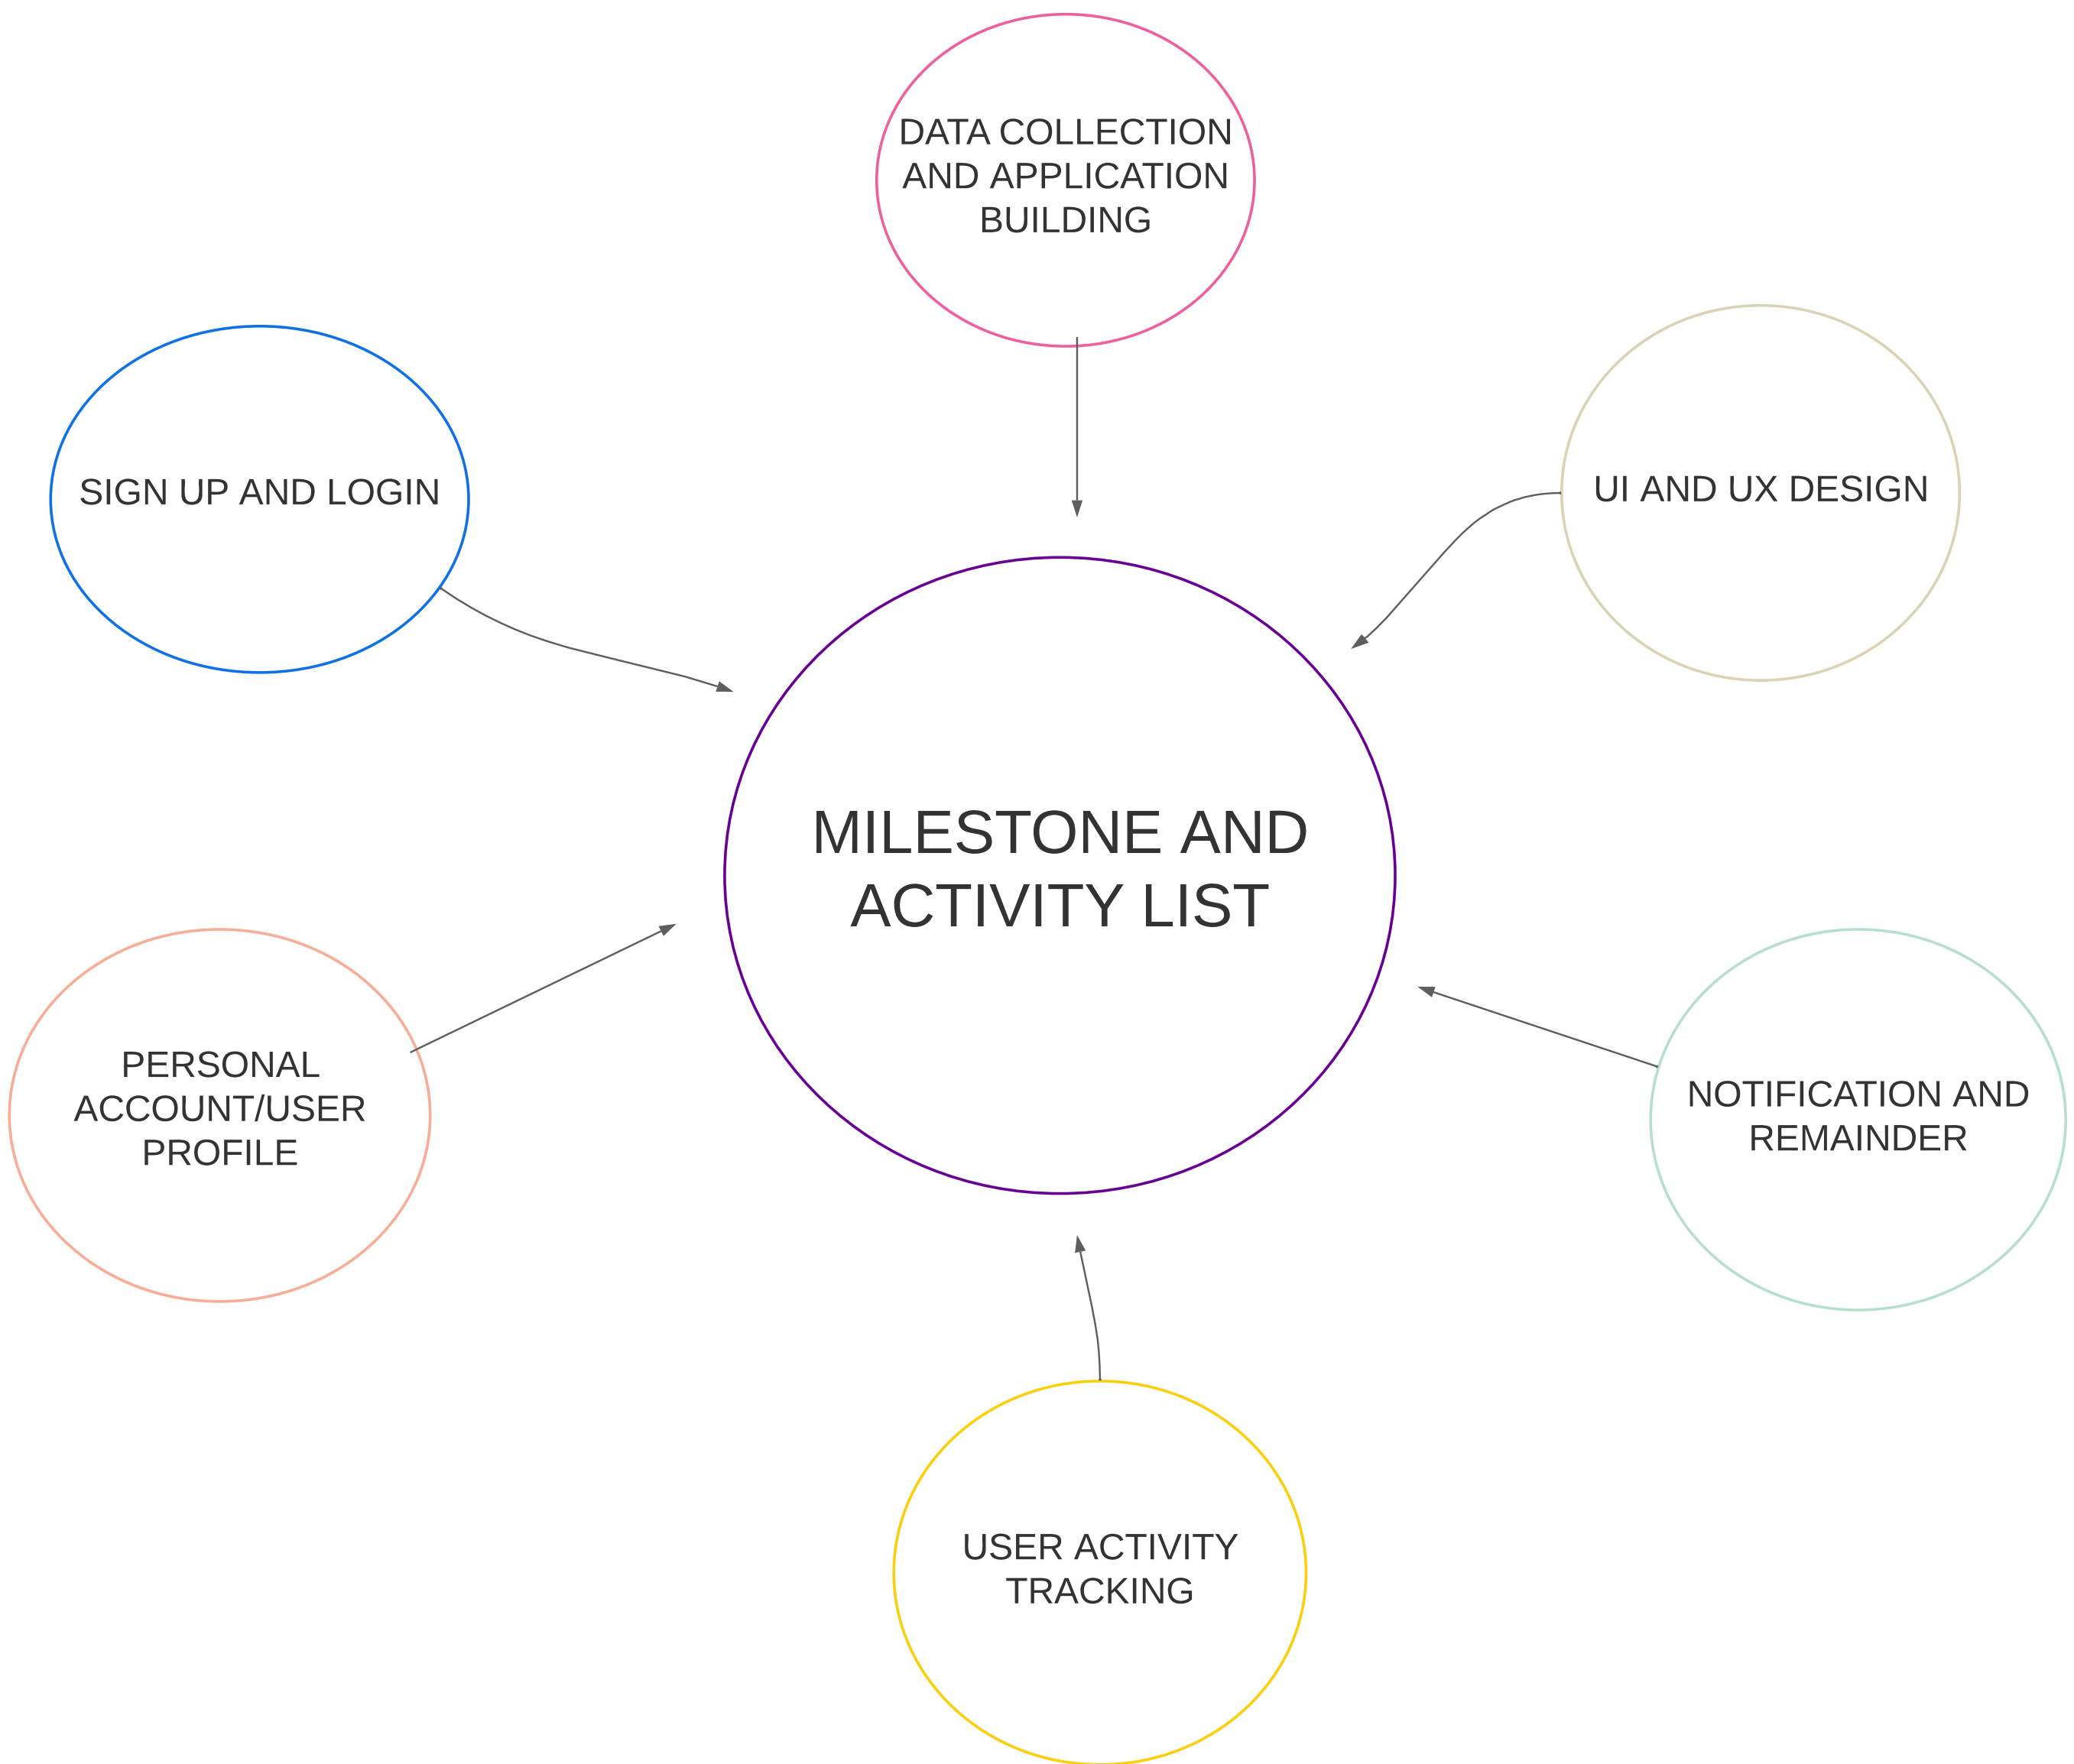 DATA COLLECTION
AND APPLICATION
BUILDING
SIGN UP AND LOGIN
UI AND UX DESIGN
MILESTONE AND
ACTIVITY LIST
PERSONAL
ACCOUNT/USER
PROFILE
NOTIFICATION AND
REMAINDER
USER ACTIVITY
TRACKING